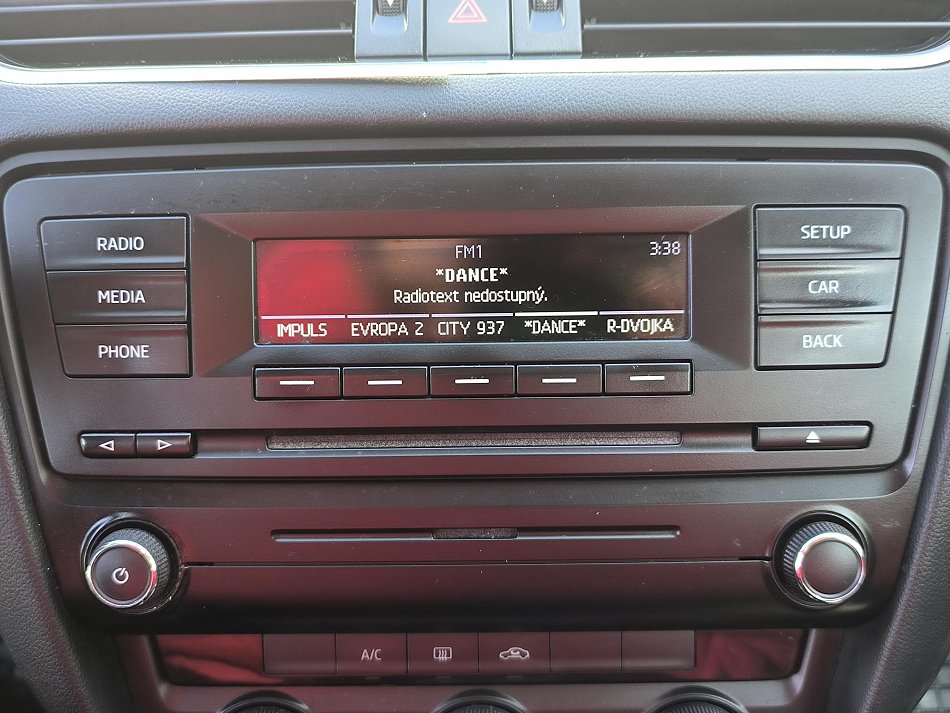 RADIO
MEDIA
PHONE
FM1
3:38
*DANCE*
Radiotext nedostupný.
IMPULS EVROPA 2 CITY 937 *DANCE* R-DVOJKA
SETUP
CAR
BACK
A/C